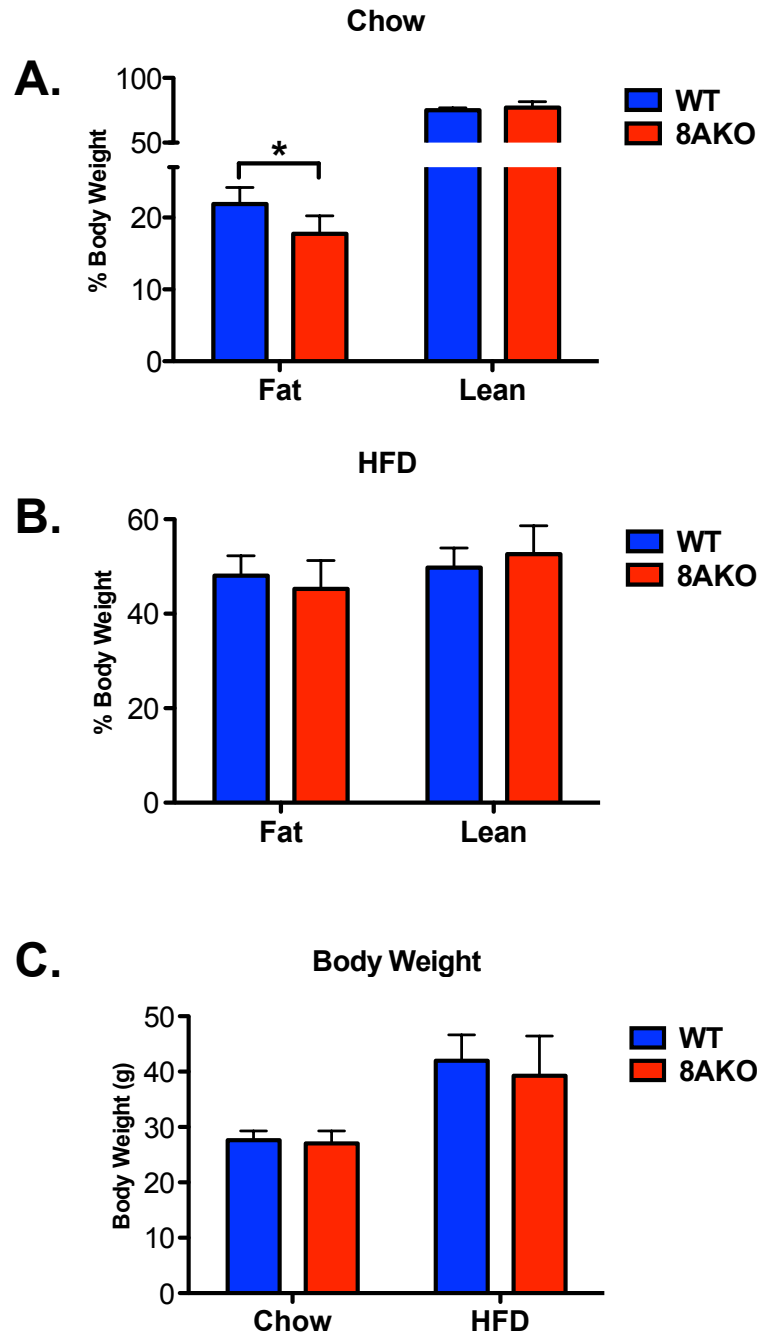 Chow
A.
WT
8AKO
% Body Weight
100
50
20
10
0
*
Fat
Lean
HFD
B.
WT
8AKO
% Body Weight
60
40
20
0
Fat
Lean
C.
Body Weight
WT
8AKO
Body Weight (g)
50
40
30
20
10
0
Chow
HFD